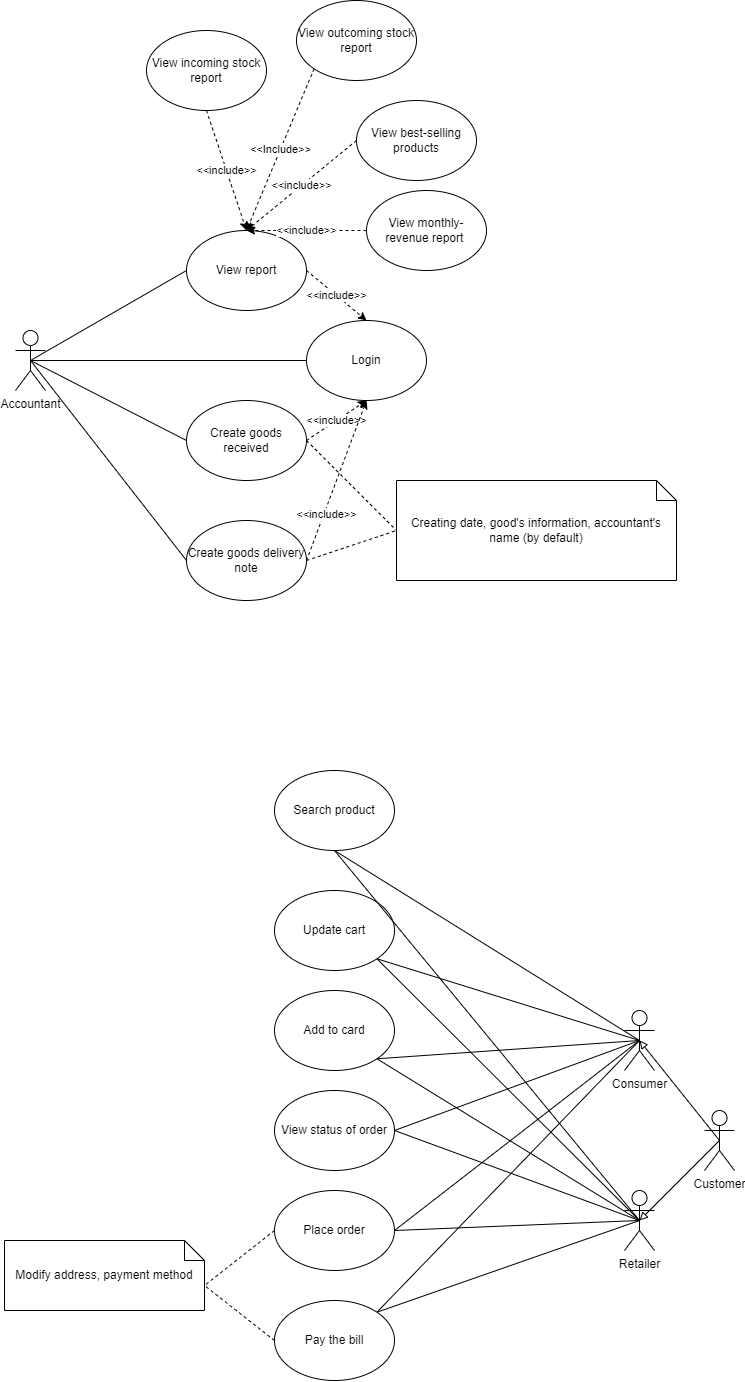 View outcoming stock
report
View incoming stock
report
View best-selling
products
<<Include>>
<<include>>
<<include>>
View monthly-
revenue report
<<include>>
View report
<<include>>
Login
Accountant
<<include>>
Create goods
received
Creating date, good's information, accountant's
name (by default)
<<include>>
Create goods delivery
note
Search product
Update cart
Add to card
Consumer
View status of order
Customer
Place order
Retailer
Modify address, payment method
Pay the bill